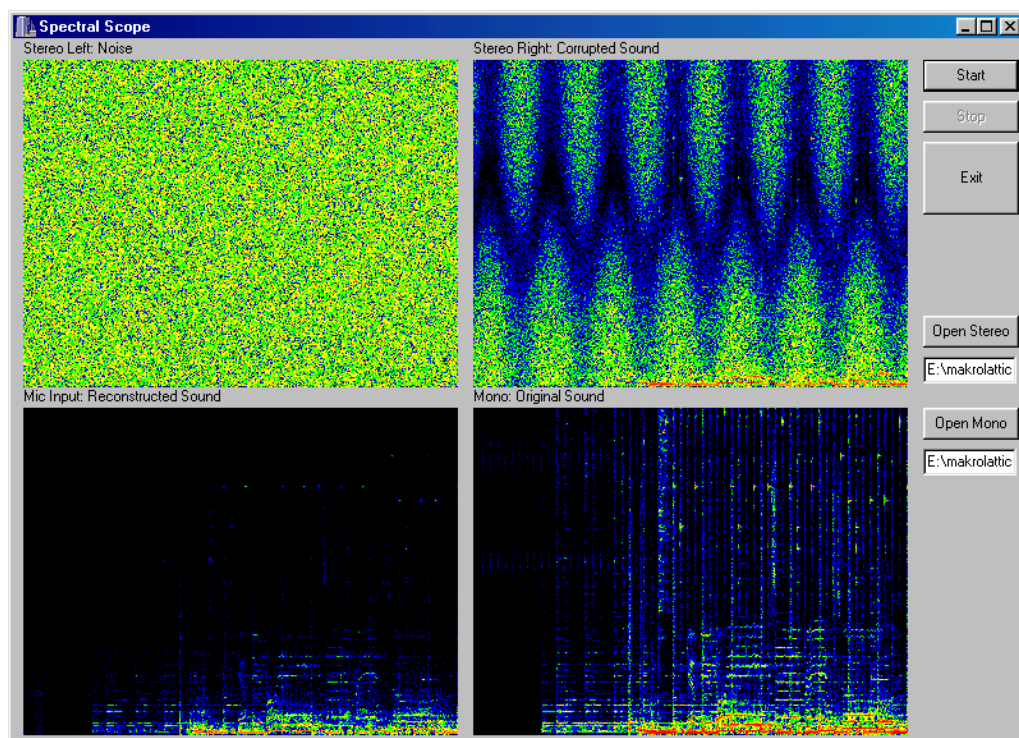 Spectral Scope
Stereo Left: Noise
Stereo Right: Corrupted Sound
Start
Stop
Exit
Open Stereo
E:\makrolattic
Mic Input: Reconstructed Sound
Mono: Original Sound
Open Mono
E:\makrolattic